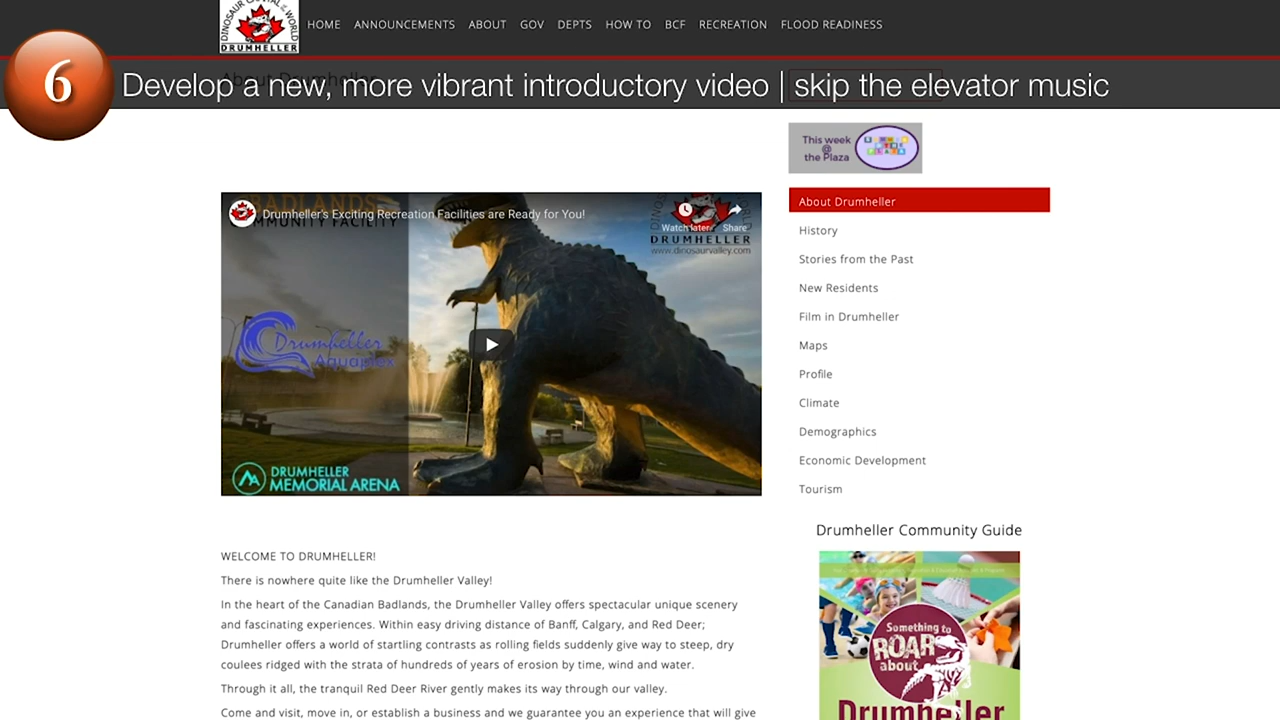 DINOSAUR CAPITAL OF THE WORLD
DRUMHELLER
HOME ANNOUNCEMENTS ABOUT GOV DEPTS HOW TO BCF RECREATION FLOOD READINESS
6
Develop a new, more vibrant introductory video | skip the elevator music
This week
@
the Plaza
BADLANDS
COMMUNITY FACILITY
Drumheller's Exciting Recreation Facilities are Ready for You!
Watch later
Share
DRUMHELLER
www.dinosaurvalley.com
Drumheller
Aquaplex
DRUMHELLER
MEMORIAL ARENA
About Drumheller
History
Stories from the Past
New Residents
Film in Drumheller
Maps
Profile
Climate
Demographics
Economic Development
Tourism
Drumheller Community Guide
Something to
ROAR
about
Drumheller
WELCOME TO DRUMHELLER!
There is nowhere quite like the Drumheller Valley!
In the heart of the Canadian Badlands, the Drumheller Valley offers spectacular unique scenery
and fascinating experiences. Within easy driving distance of Banff, Calgary, and Red Deer;
Drumheller offers a world of startling contrasts as rolling fields suddenly give way to steep, dry
coulees ridged with the strata of hundreds of years of erosion by time, wind and water.
Through it all, the tranquil Red Deer River gently makes its way through our valley.
Come and visit, move in, or establish a business and we guarantee you an experience that will give